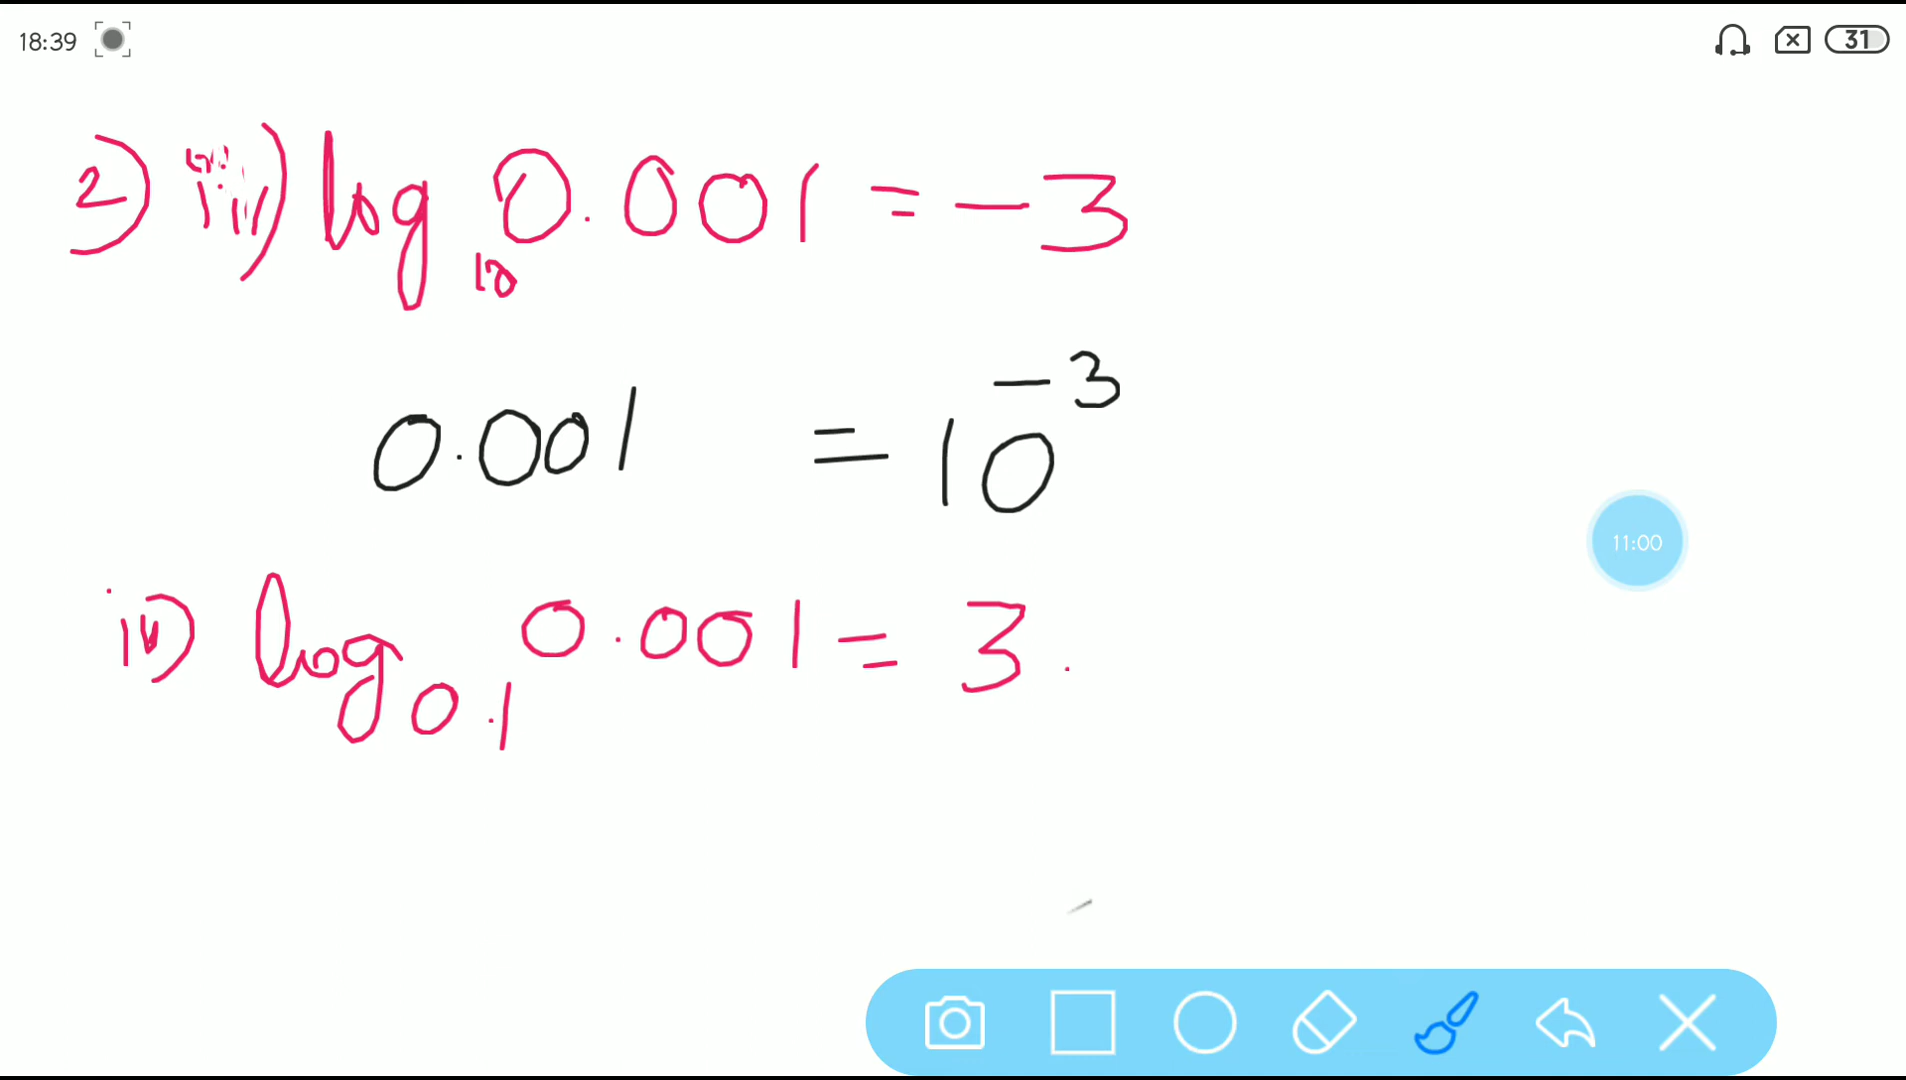 18:39 31
2) iii) log₁₀ 0.001 = -3
0.001 = 10⁻³
11:00
iv) log₀.₁ 0.001 = 3.